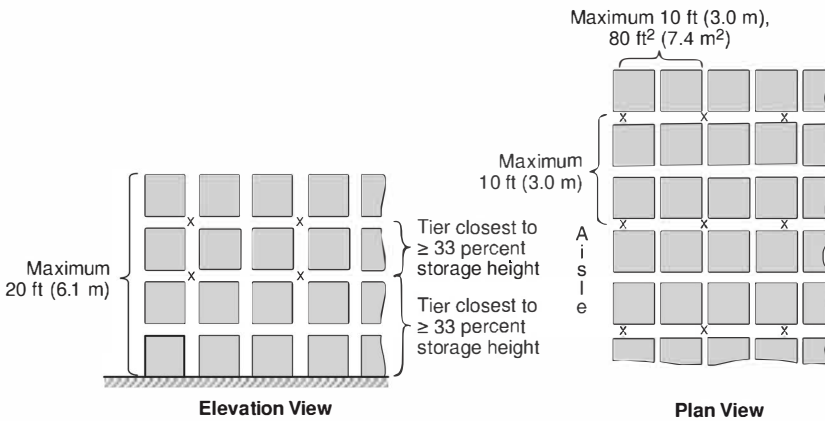 Maximum 10 ft (3.0 m),
80 ft² (7.4 m²)
x x x
Maximum
10 ft (3.0 m)
x x x
A
i
s
l
e
x x x
Plan View
Maximum
20 ft (6.1 m)
x x
Tier closest to
≥ 33 percent
storage height
x x
Tier closest to
≥ 33 percent
storage height
Elevation View